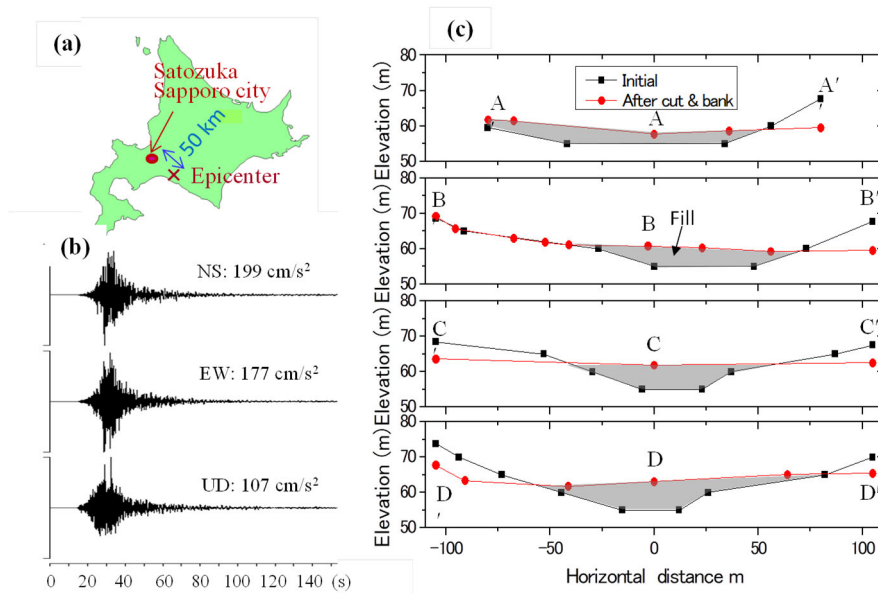 (a)
Satozuka
Sapporo city
50 km
Epicenter
(b)
NS: 199 cm/s²
EW: 177 cm/s²
UD: 107 cm/s²
0 20 40 60 80 100 120 140 (s)
(c)
Elevation (m)
80
70
60
50
Initial
After cut & bank
A
A
A′
Elevation (m)
80
70
60
50
B
B
Fill
B′
Elevation (m)
80
70
60
50
C
C
C′
Elevation (m)
80
70
60
50
D
′
D
D′
-100 -50 0 50 100
Horizontal distance m